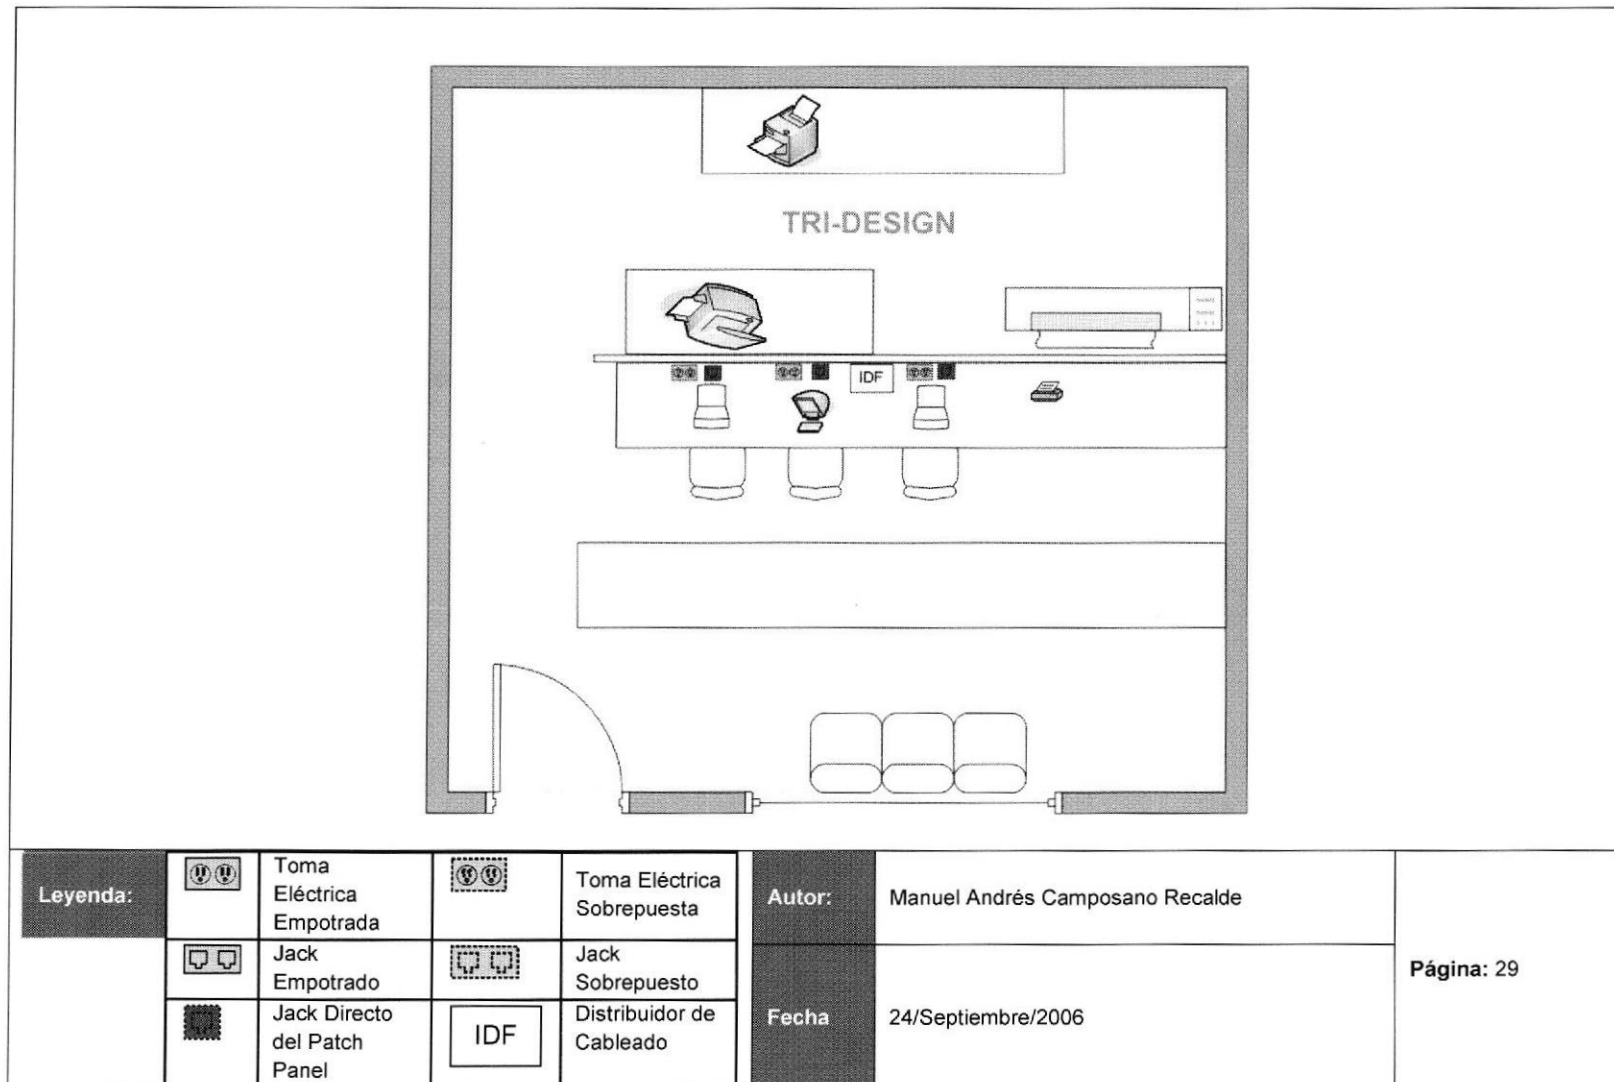 TRI-DESIGN
IDF
Leyenda:
Toma
Eléctrica
Empotrada
Toma Eléctrica
Sobrepuesta
Jack
Empotrado
Jack
Sobrepuesto
Jack Directo
del Patch
Panel
IDF
Distribuidor de
Cableado
Autor:
Manuel Andrés Camposano Recalde
Fecha
24/Septiembre/2006
Página: 29